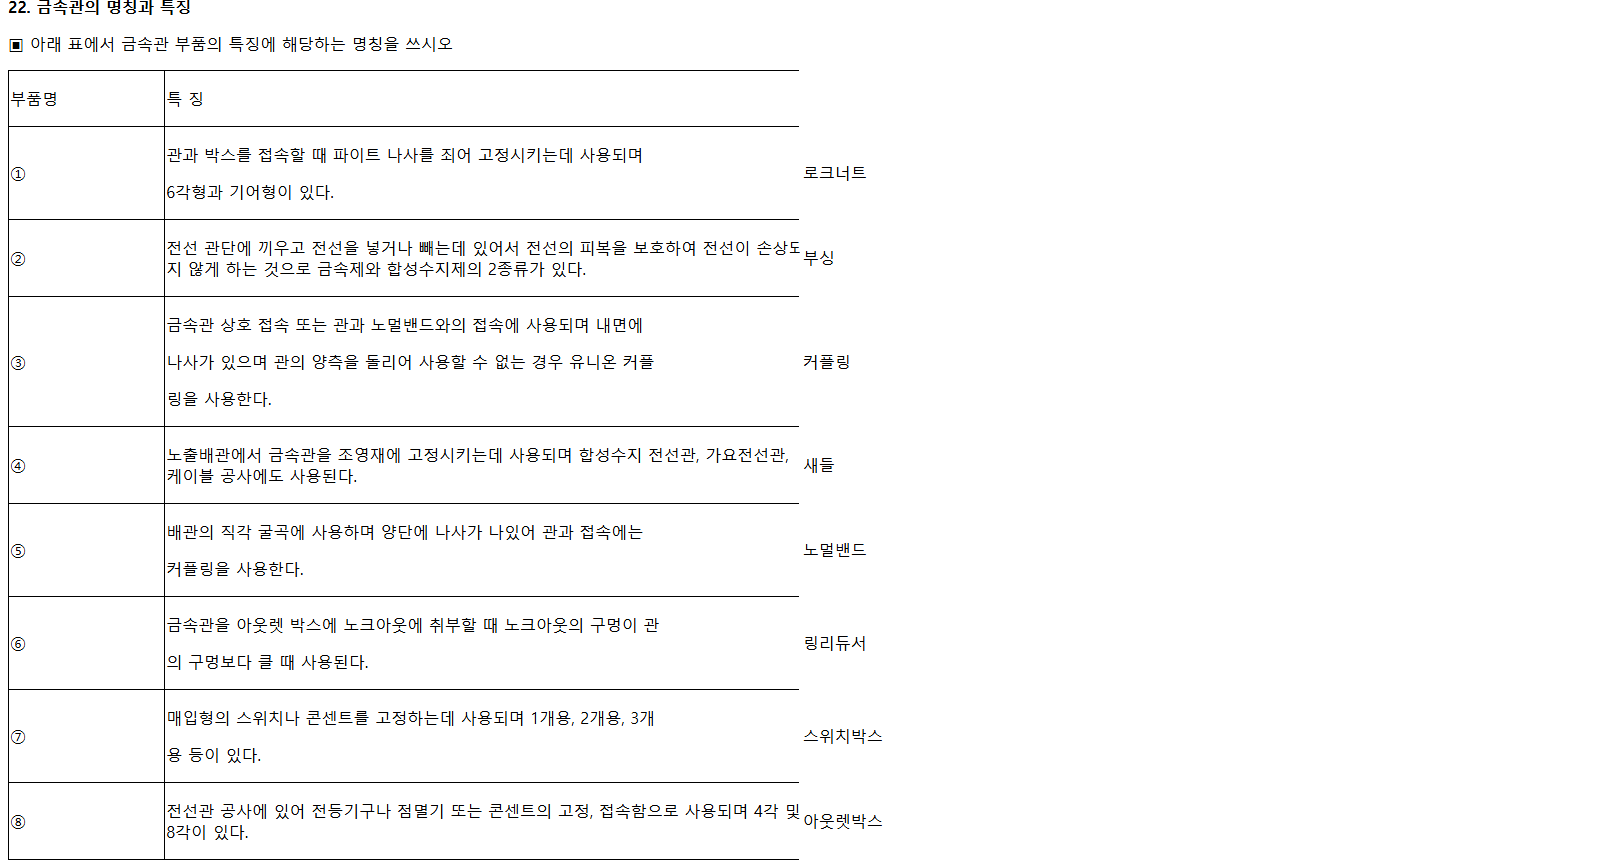 22. 금속관의 명칭과 특징
▣ 아래 표에서 금속관 부품의 특징에 해당하는 명칭을 쓰시오
부품명
특 징
①
관과 박스를 접속할 때 파이트 나사를 죄어 고정시키는데 사용되며
6각형과 기어형이 있다.
로크너트
②
전선 관단에 끼우고 전선을 넣거나 빼는데 있어서 전선의 피복을 보호하여 전선이 손상되
지 않게 하는 것으로 금속제와 합성수지제의 2종류가 있다.
부싱
③
금속관 상호 접속 또는 관과 노멀밴드와의 접속에 사용되며 내면에
나사가 있으며 관의 양측을 돌리어 사용할 수 없는 경우 유니온 커플
링을 사용한다.
커플링
④
노출배관에서 금속관을 조영재에 고정시키는데 사용되며 합성수지 전선관, 가요전선관,
케이블 공사에도 사용된다.
새들
⑤
배관의 직각 굴곡에 사용하며 양단에 나사가 나있어 관과 접속에는
커플링을 사용한다.
노멀밴드
⑥
금속관을 아웃렛 박스에 노크아웃에 취부할 때 노크아웃의 구멍이 관
의 구멍보다 클 때 사용된다.
링리듀서
⑦
매입형의 스위치나 콘센트를 고정하는데 사용되며 1개용, 2개용, 3개
용 등이 있다.
스위치박스
⑧
전선관 공사에 있어 전등기구나 점멸기 또는 콘센트의 고정, 접속함으로 사용되며 4각 및
8각이 있다.
아웃렛박스